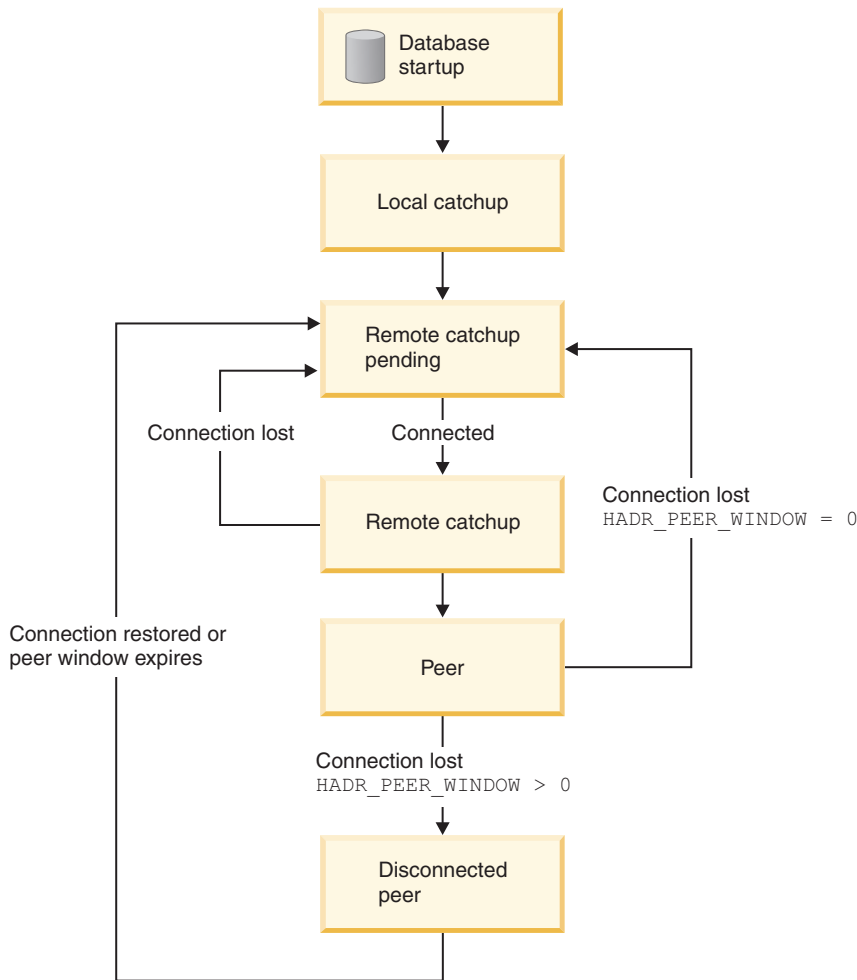 Database
startup
Local catchup
Remote catchup
pending
Connection lost
Connected
Remote catchup
Connection lost
HADR_PEER_WINDOW = 0
Connection restored or
peer window expires
Peer
Connection lost
HADR_PEER_WINDOW > 0
Disconnected
peer